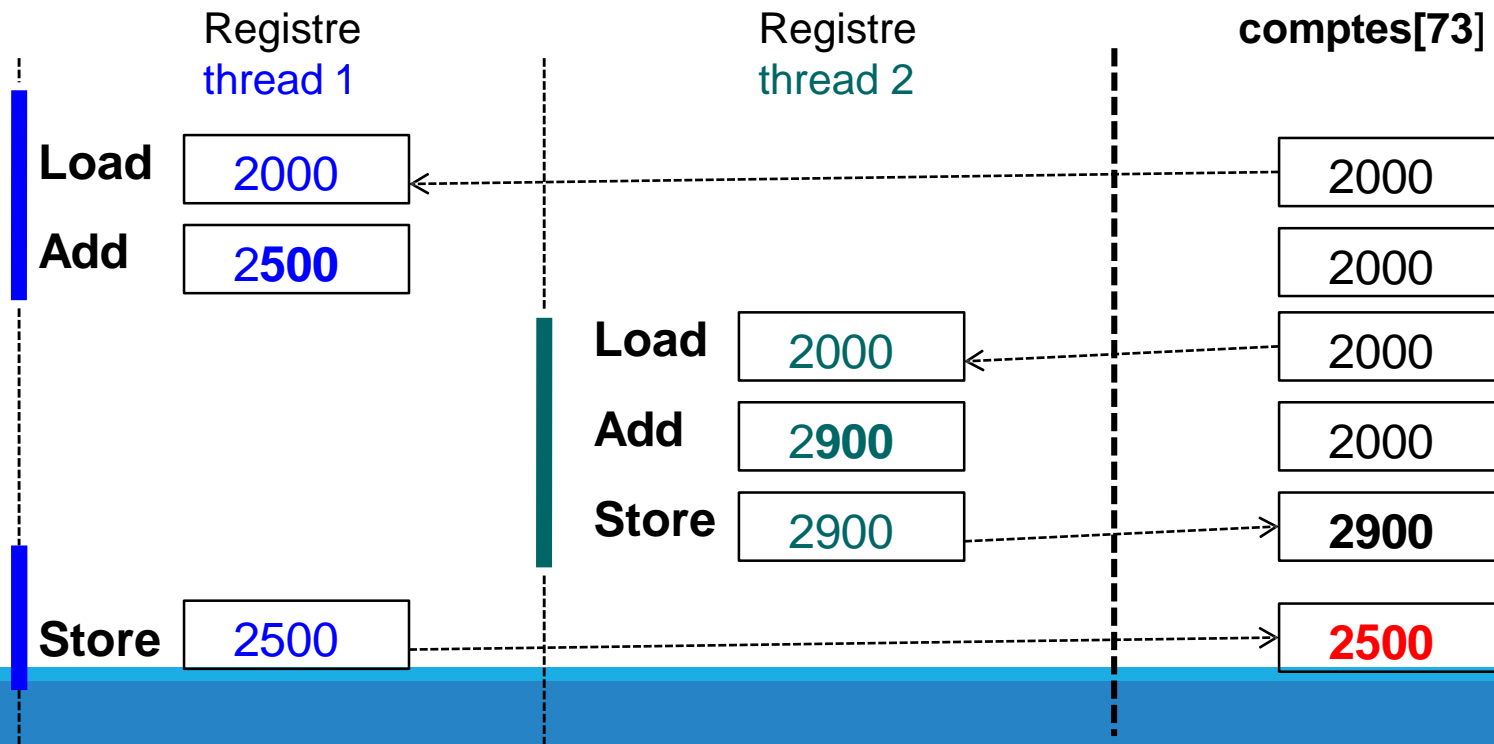 Registre
thread 1
Registre
thread 2
comptes[73]
Load 2000 2000
Add 2500 2000
Load 2000 2000
Add 2900 2000
Store 2900 2900
Store 2500 2500